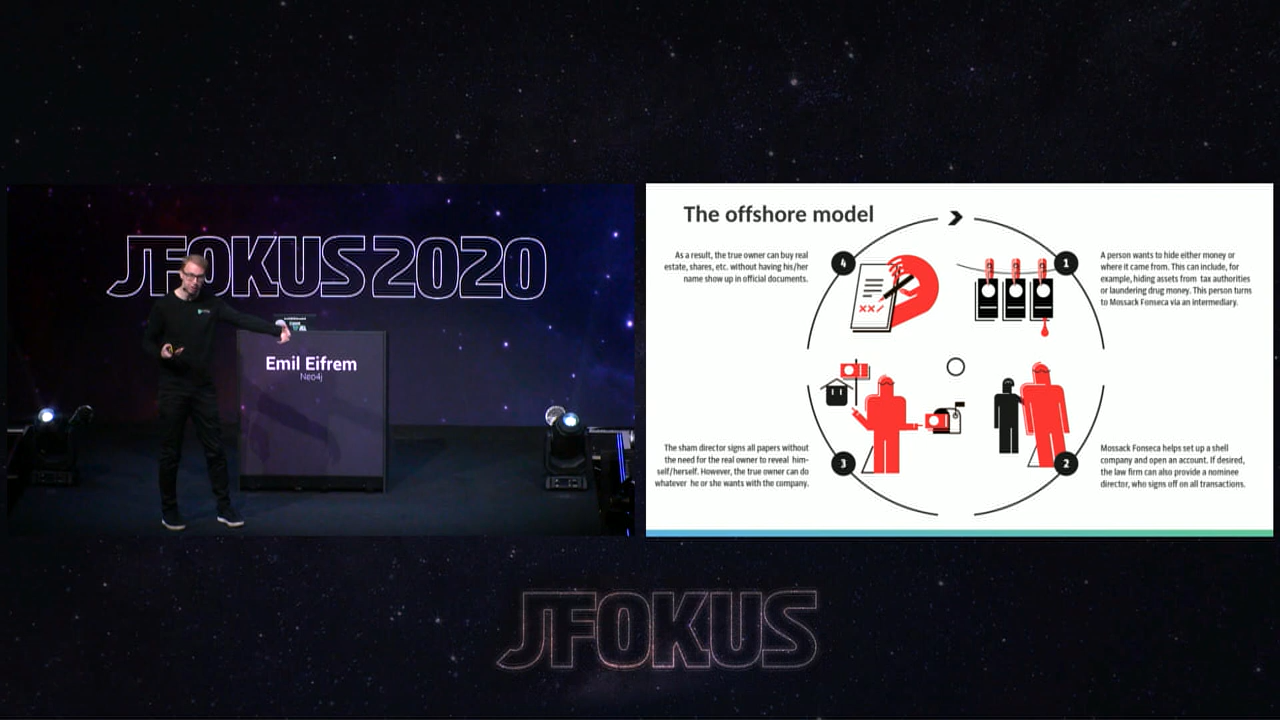 JFOKUS 2020
Emil Eifrem
Neo4j
The offshore model
As a result, the true owner can buy real
estate, shares, etc. without having his/her
name show up in official documents.
4
1
A person wants to hide either money or
where it came from. This can include, for
example, hiding assets from tax authorities
or laundering drug money. This person turns
to Mossack Fonseca via an intermediary.
The sham director signs all papers without
the need for the real owner to reveal him-
self/herself. However, the true owner can do
whatever he or she wants with the company.
3
2
Mossack Fonseca helps set up a shell
company and open an account. If desired,
the law firm can also provide a nominee
director, who signs off on all transactions.
JFOKUS